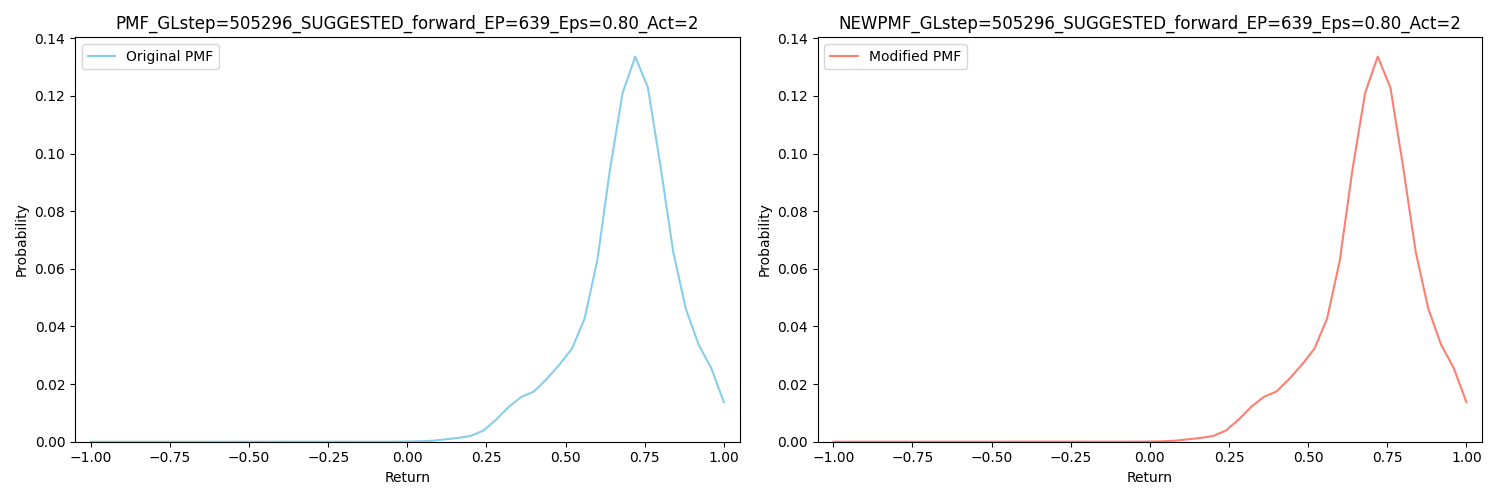 PMF_GLstep=505296_SUGGESTED_forward_EP=639_Eps=0.80_Act=2
Original PMF
Probability
0.14
0.12
0.10
0.08
0.06
0.04
0.02
0.00
−1.00 −0.75 −0.50 −0.25 0.00 0.25 0.50 0.75 1.00
Return
NEWPMF_GLstep=505296_SUGGESTED_forward_EP=639_Eps=0.80_Act=2
Modified PMF
Probability
0.14
0.12
0.10
0.08
0.06
0.04
0.02
0.00
−1.00 −0.75 −0.50 −0.25 0.00 0.25 0.50 0.75 1.00
Return